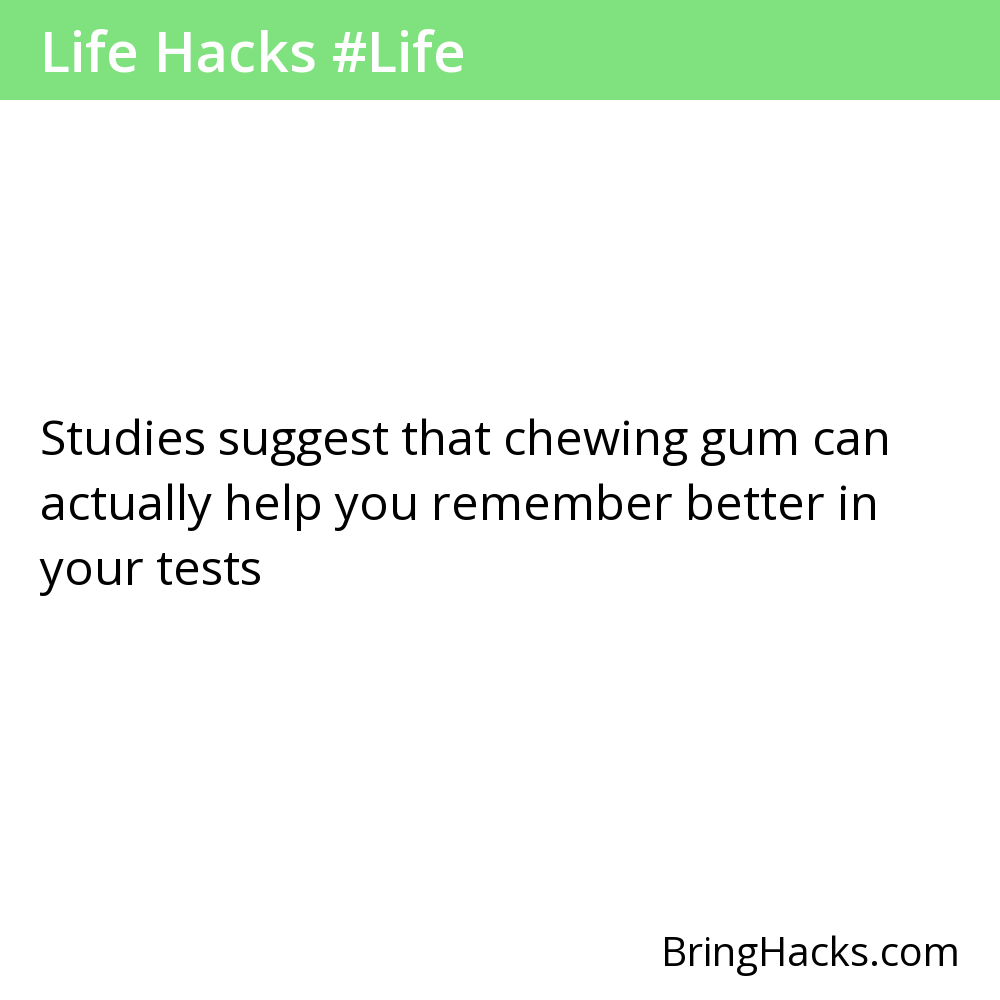 Life Hacks #Life
Studies suggest that chewing gum can
actually help you remember better in
your tests
BringHacks.com